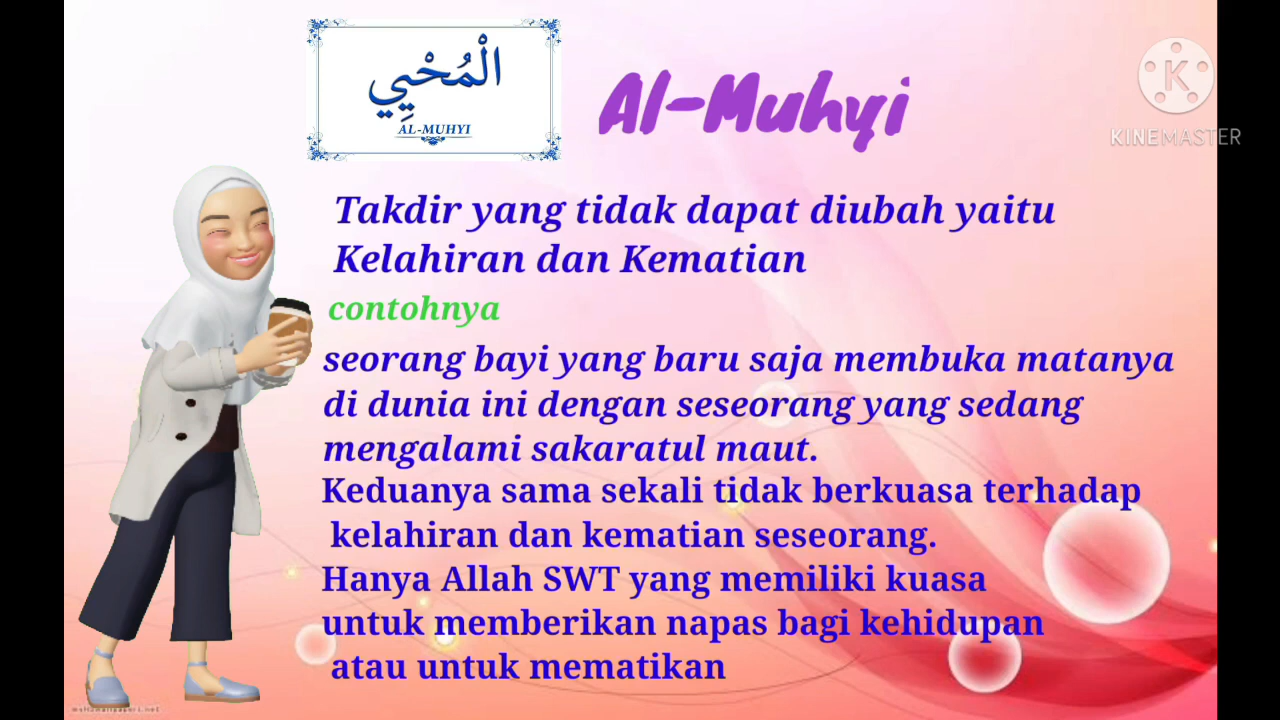 الْمُحْيِي
AL-MUHYI
Al-Muhyi
K
KINEMASTER
Takdir yang tidak dapat diubah yaitu
Kelahiran dan Kematian
contohnya
seorang bayi yang baru saja membuka matanya
di dunia ini dengan seseorang yang sedang
mengalami sakaratul maut.
Keduanya sama sekali tidak berkuasa terhadap
kelahiran dan kematian seseorang.
Hanya Allah SWT yang memiliki kuasa
untuk memberikan napas bagi kehidupan
atau untuk mematikan